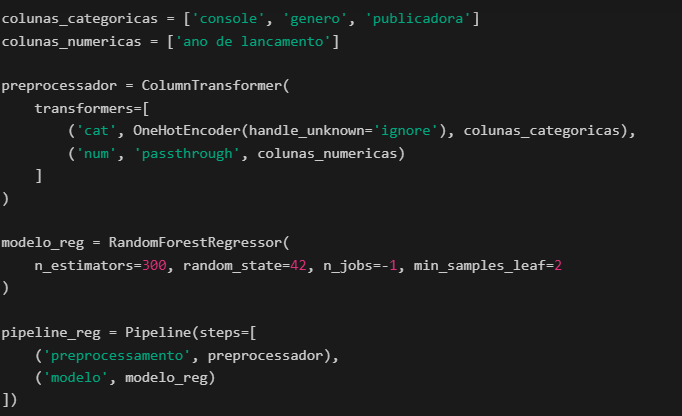 colunas_categoricas = ['console', 'genero', 'publicadora']
colunas_numericas = ['ano de lancamento']

preprocessador = ColumnTransformer(
    transformers=[
        ('cat', OneHotEncoder(handle_unknown='ignore'), colunas_categoricas),
        ('num', 'passthrough', colunas_numericas)
    ]
)

modelo_reg = RandomForestRegressor(
    n_estimators=300, random_state=42, n_jobs=-1, min_samples_leaf=2
)

pipeline_reg = Pipeline(steps=[
    ('preprocessamento', preprocessador),
    ('modelo', modelo_reg)
])